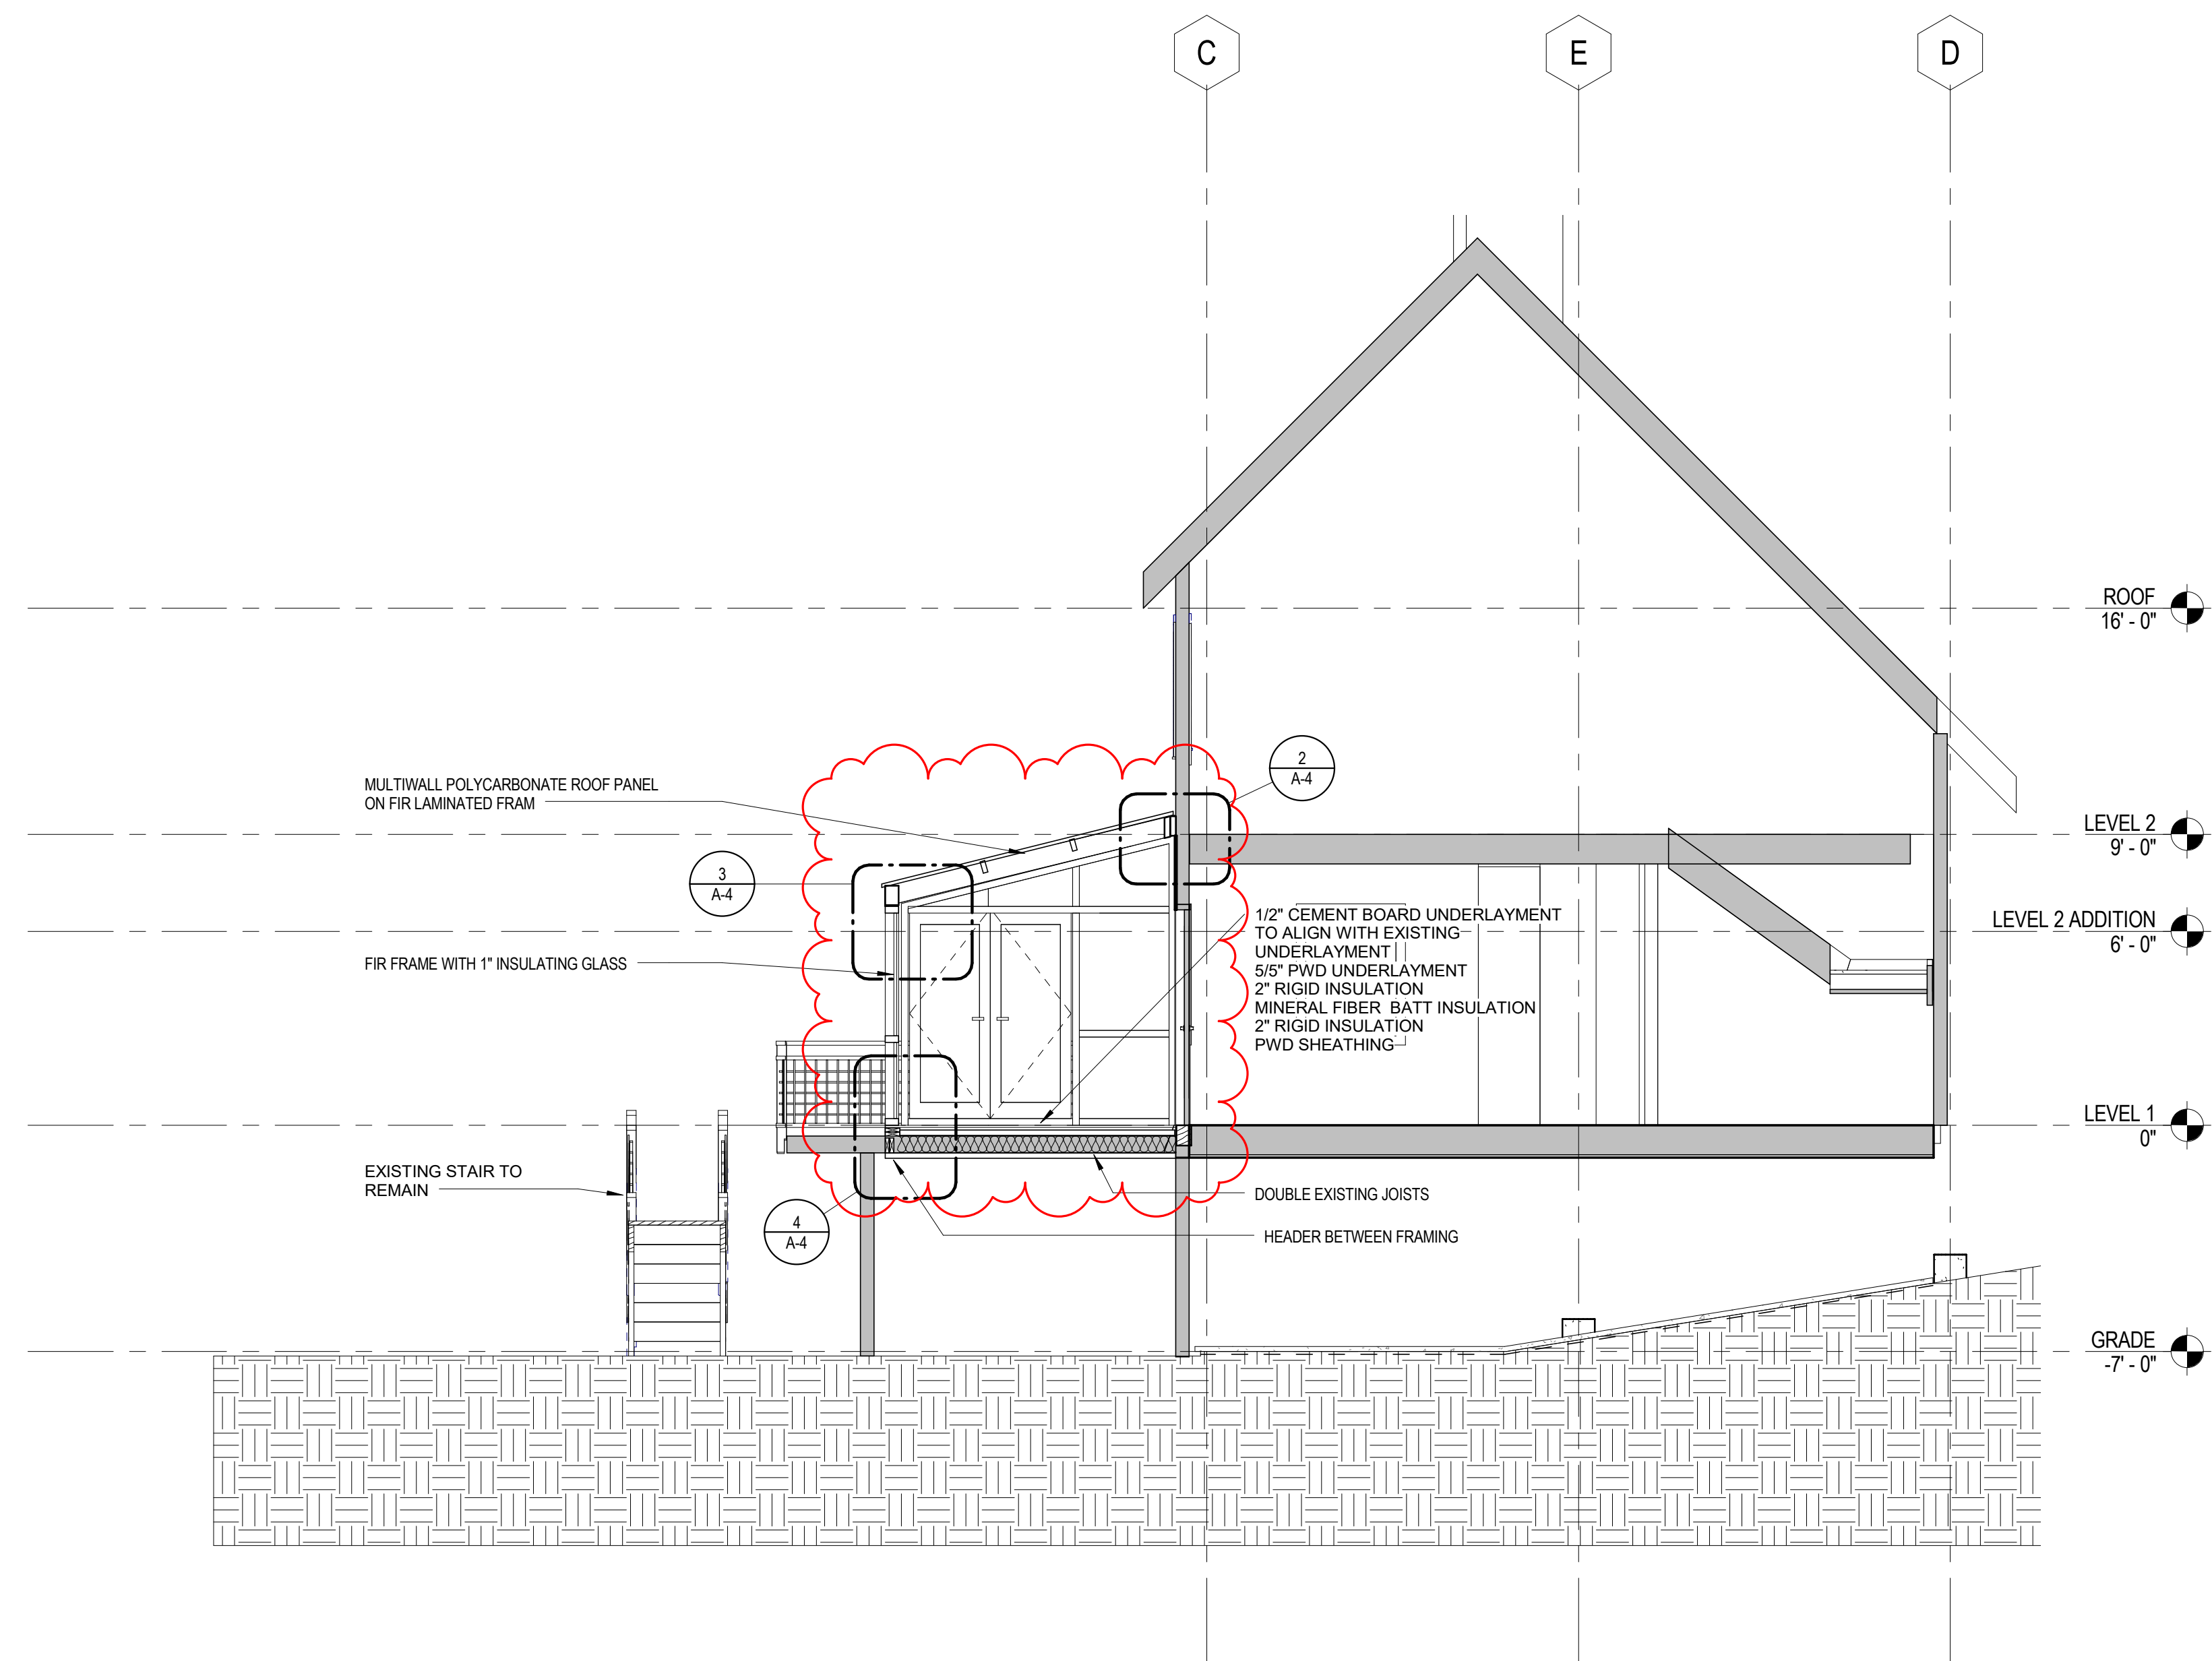 C
E
D
ROOF
16' - 0"
2
A-4
MULTIWALL POLYCARBONATE ROOF PANEL
ON FIR LAMINATED FRAM
LEVEL 2
9' - 0"
3
A-4
1/2" CEMENT BOARD UNDERLAYMENT
TO ALIGN WITH EXISTING
UNDERLAYMENT
5/5" PWD UNDERLAYMENT
2" RIGID INSULATION
MINERAL FIBER BATT INSULATION
2" RIGID INSULATION
PWD SHEATHING
LEVEL 2 ADDITION
6' - 0"
FIR FRAME WITH 1" INSULATING GLASS
LEVEL 1
0"
EXISTING STAIR TO
REMAIN
DOUBLE EXISTING JOISTS
4
A-4
HEADER BETWEEN FRAMING
GRADE
-7' - 0"